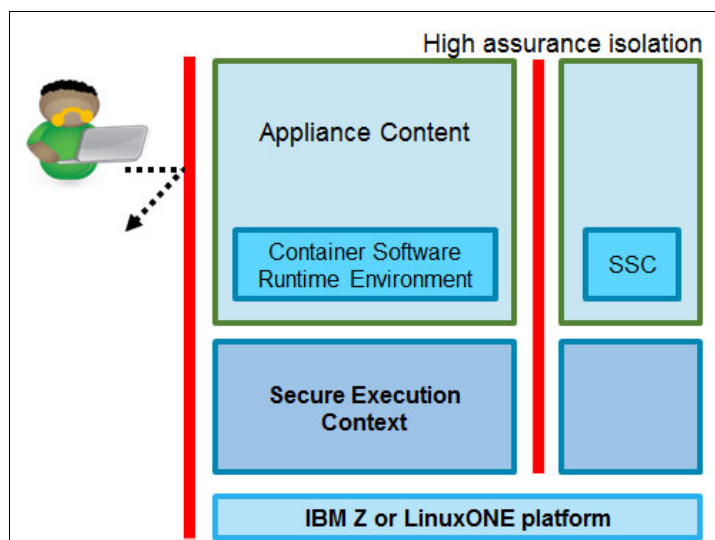 High assurance isolation
Appliance Content
Container Software
Runtime Environment
SSC
Secure Execution
Context
IBM Z or LinuxONE platform